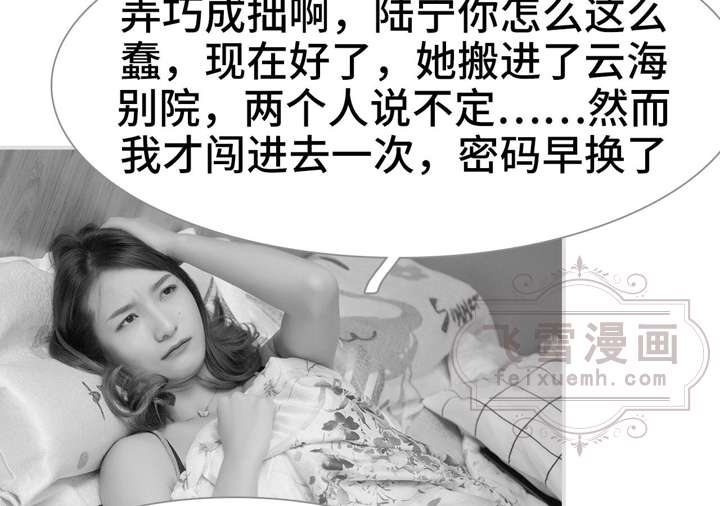 弄巧成拙啊，陆宁你怎么这么
蠢，现在好了，她搬进了云海
别院，两个人说不定……然而
我才闯进去一次，密码早换了
Summer
飞雪漫画
feixuemh.com